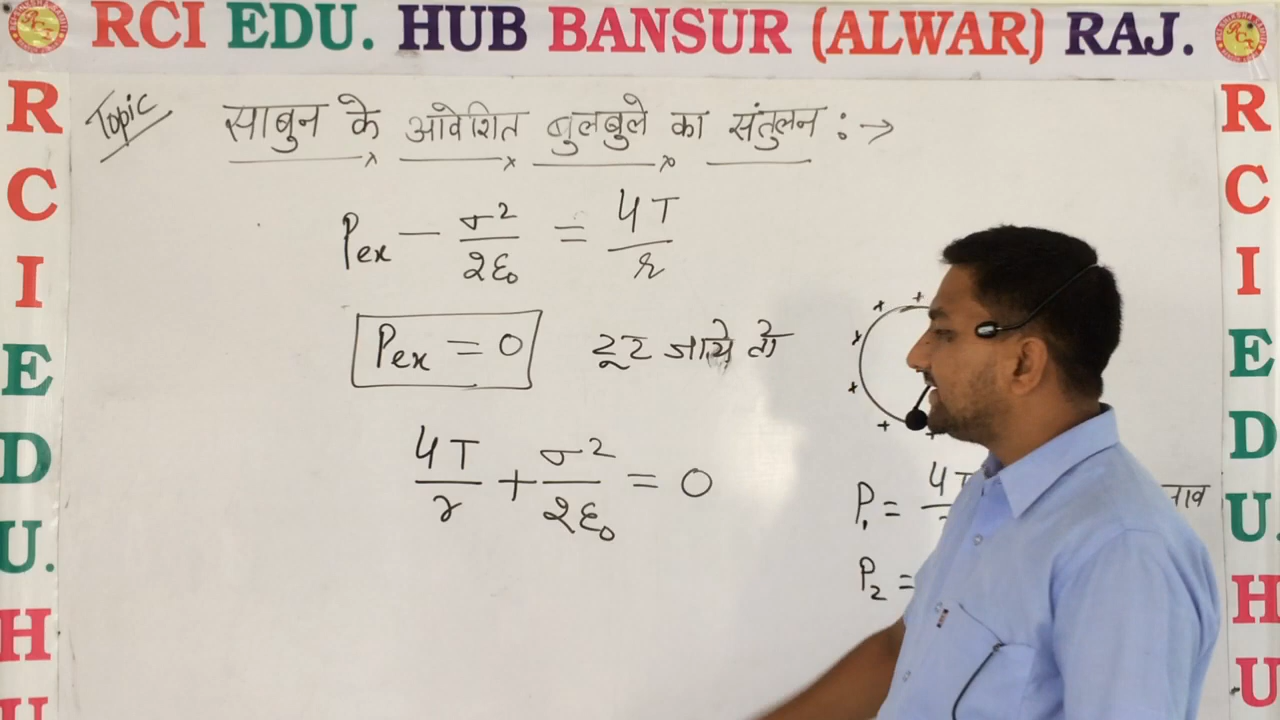 RCI EDU. HUB BANSUR (ALWAR) RAJ.
R
C
I
E
D
U.
H
U
Topic साबुन के आवेशित बुलबुले का संतुलन :→
Pex − σ²/2ε₀ = 4T/r
Pex = 0 टूट जाये तो
4T/r + σ²/2ε₀ = 0
P₁ = 4T
P₂ =
R
C
I
E
D
U.
H
U